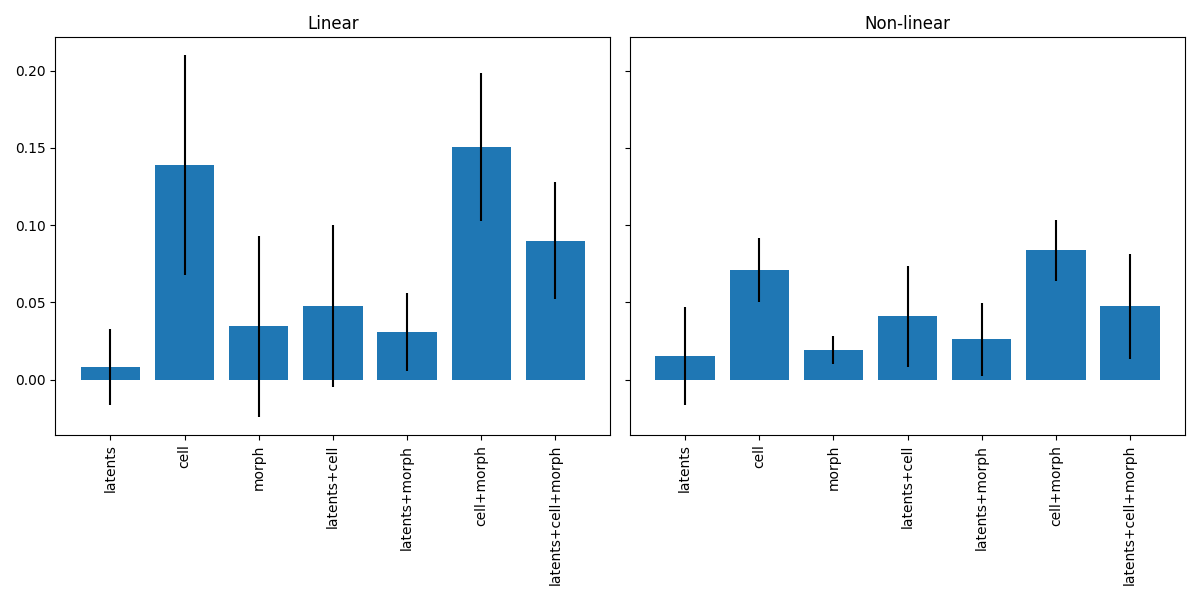 Linear
Non-linear
0.20
0.15
0.10
0.05
0.00
latents
cell
morph
latents+cell
latents+morph
cell+morph
latents+cell+morph
latents
cell
morph
latents+cell
latents+morph
cell+morph
latents+cell+morph